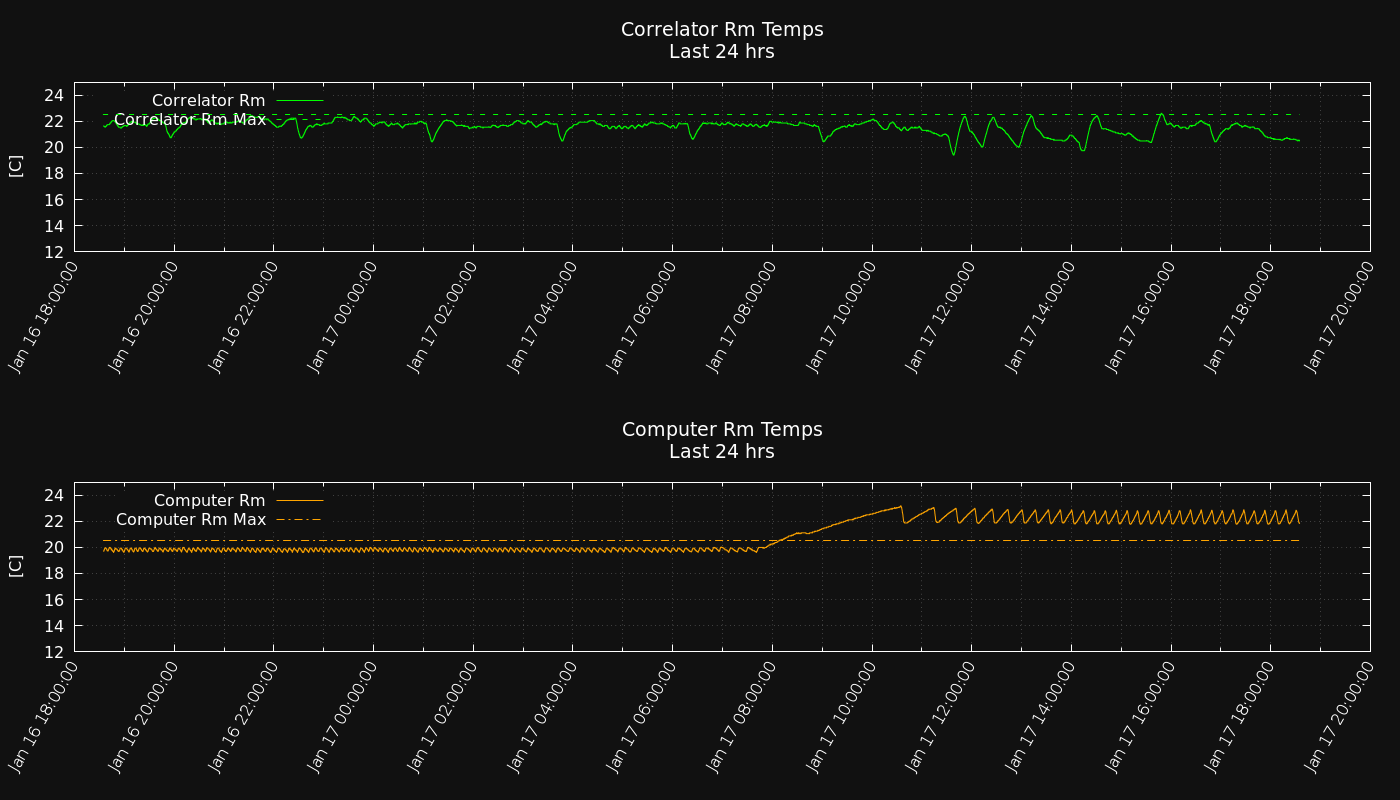 Correlator Rm Temps
Last 24 hrs
24
22
20
18
16
14
12
[C]
Correlator Rm
Correlator Rm Max
Jan 16 18:00:00
Jan 16 20:00:00
Jan 16 22:00:00
Jan 17 00:00:00
Jan 17 02:00:00
Jan 17 04:00:00
Jan 17 06:00:00
Jan 17 08:00:00
Jan 17 10:00:00
Jan 17 12:00:00
Jan 17 14:00:00
Jan 17 16:00:00
Jan 17 18:00:00
Jan 17 20:00:00
Computer Rm Temps
Last 24 hrs
24
22
20
18
16
14
12
[C]
Computer Rm
Computer Rm Max
Jan 16 18:00:00
Jan 16 20:00:00
Jan 16 22:00:00
Jan 17 00:00:00
Jan 17 02:00:00
Jan 17 04:00:00
Jan 17 06:00:00
Jan 17 08:00:00
Jan 17 10:00:00
Jan 17 12:00:00
Jan 17 14:00:00
Jan 17 16:00:00
Jan 17 18:00:00
Jan 17 20:00:00